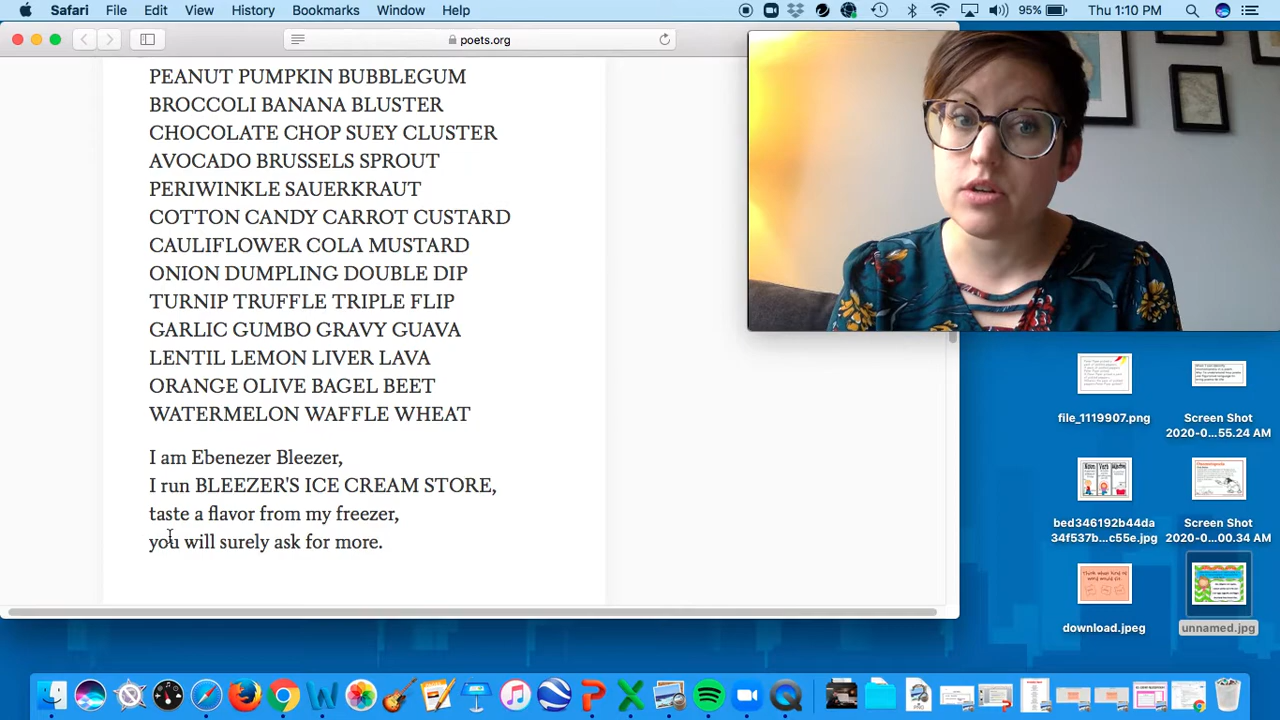 Safari File Edit View History Bookmarks Window Help 95% Thu 1:10 PM
poets.org
PEANUT PUMPKIN BUBBLEGUM
BROCCOLI BANANA BLUSTER
CHOCOLATE CHOP SUEY CLUSTER
AVOCADO BRUSSELS SPROUT
PERIWINKLE SAUERKRAUT
COTTON CANDY CARROT CUSTARD
CAULIFLOWER COLA MUSTARD
ONION DUMPLING DOUBLE DIP
TURNIP TRUFFLE TRIPLE FLIP
GARLIC GUMBO GRAVY GUAVA
LENTIL LEMON LIVER LAVA
ORANGE OLIVE BAGEL BEET
WATERMELON WAFFLE WHEAT
I am Ebenezer Bleezer,
I run BLEEZER'S ICE CREAM STORE,
taste a flavor from my freezer,
you will surely ask for more.
file_1119907.png
Screen Shot
2020-0...55.24 AM
bed346192b44da
34f537b...c55e.jpg
Screen Shot
2020-0...00.34 AM
download.jpeg
unnamed.jpg